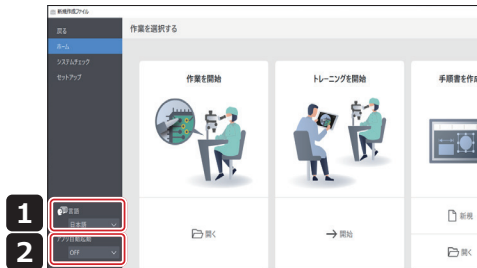 新規作成ファイル
戻る
作業を選択する
ホーム
システムチェック
セットアップ
作業を開始
トレーニングを開始
手順書を作成
1
言語
日本語
2
アプリ自動起動
OFF
開く
開始
新規
開く